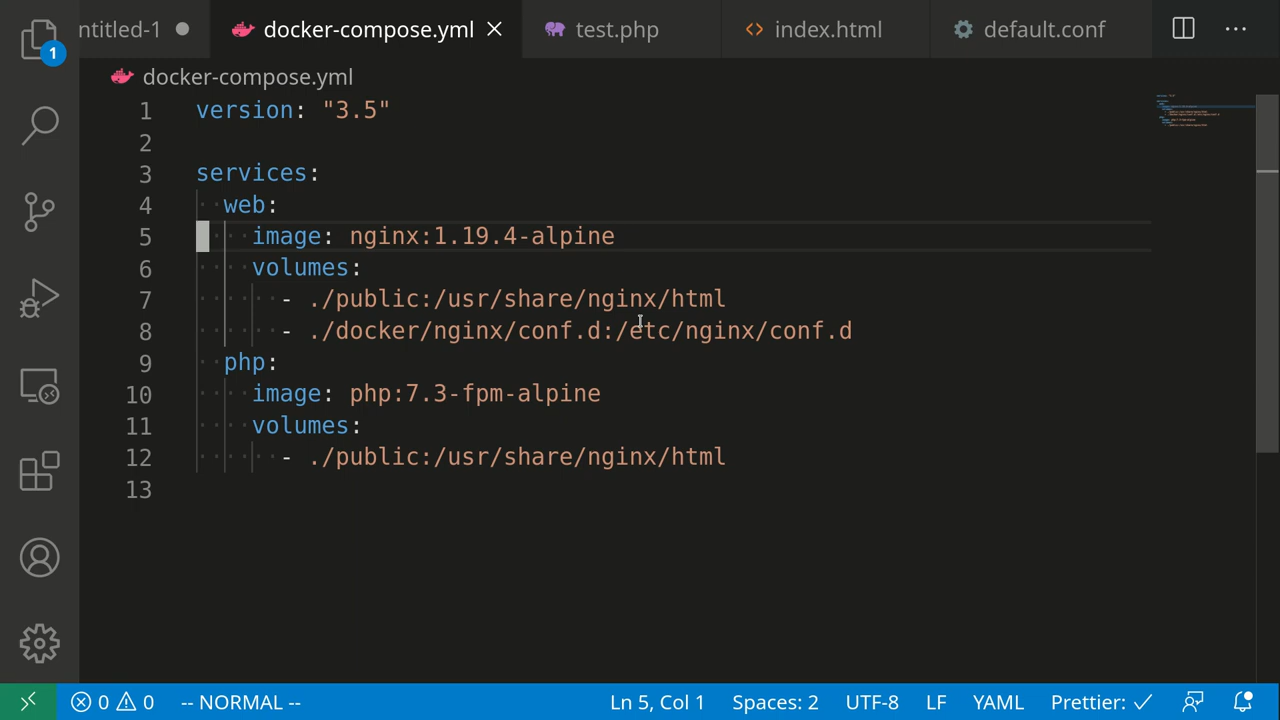 ntitled-1
docker-compose.yml
test.php
index.html
default.conf
1
docker-compose.yml
1 version: "3.5"
2
3 services:
4 web:
5 image: nginx:1.19.4-alpine
6 volumes:
7 - ./public:/usr/share/nginx/html
8 - ./docker/nginx/conf.d:/etc/nginx/conf.d
9 php:
10 image: php:7.3-fpm-alpine
11 volumes:
12 - ./public:/usr/share/nginx/html
13
0 0 -- NORMAL -- Ln 5, Col 1 Spaces: 2 UTF-8 LF YAML Prettier: ✓